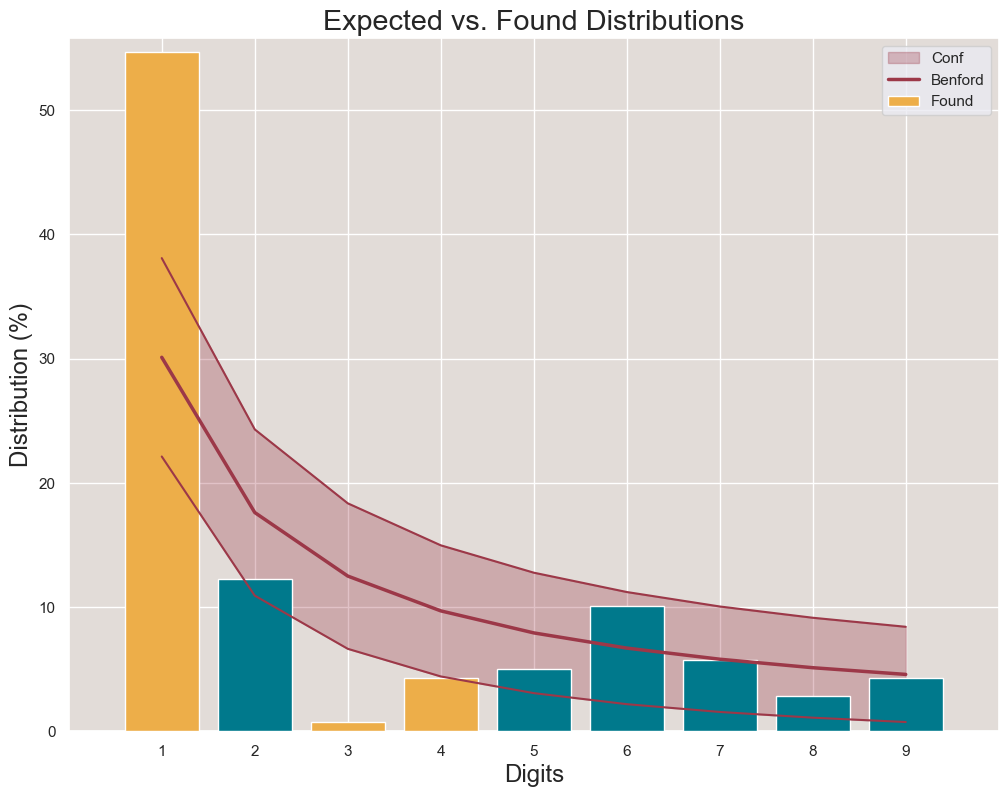 Expected vs. Found Distributions
Conf
Benford
Found
Distribution (%)
50
40
30
20
10
0
1 2 3 4 5 6 7 8 9
Digits